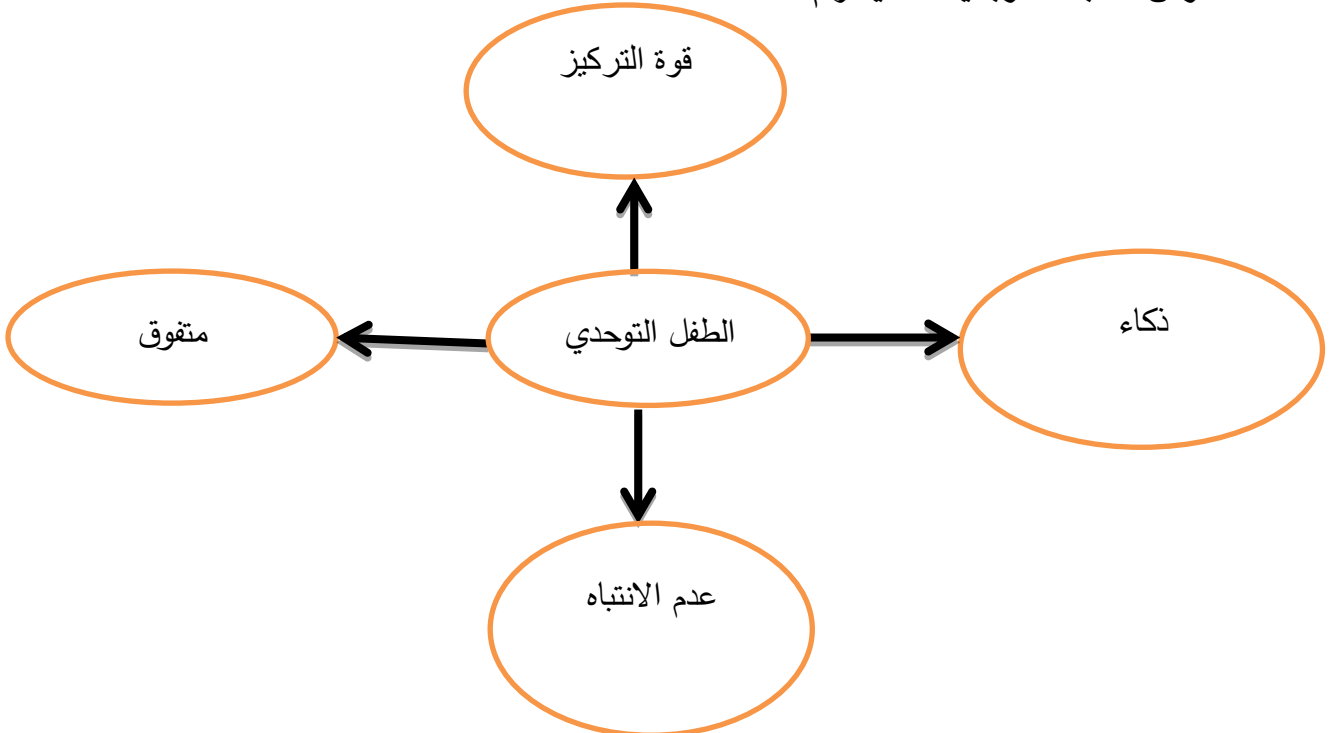 قوة التركيز
ذكاء
الطفل التوحدي
متفوق
عدم الانتباه